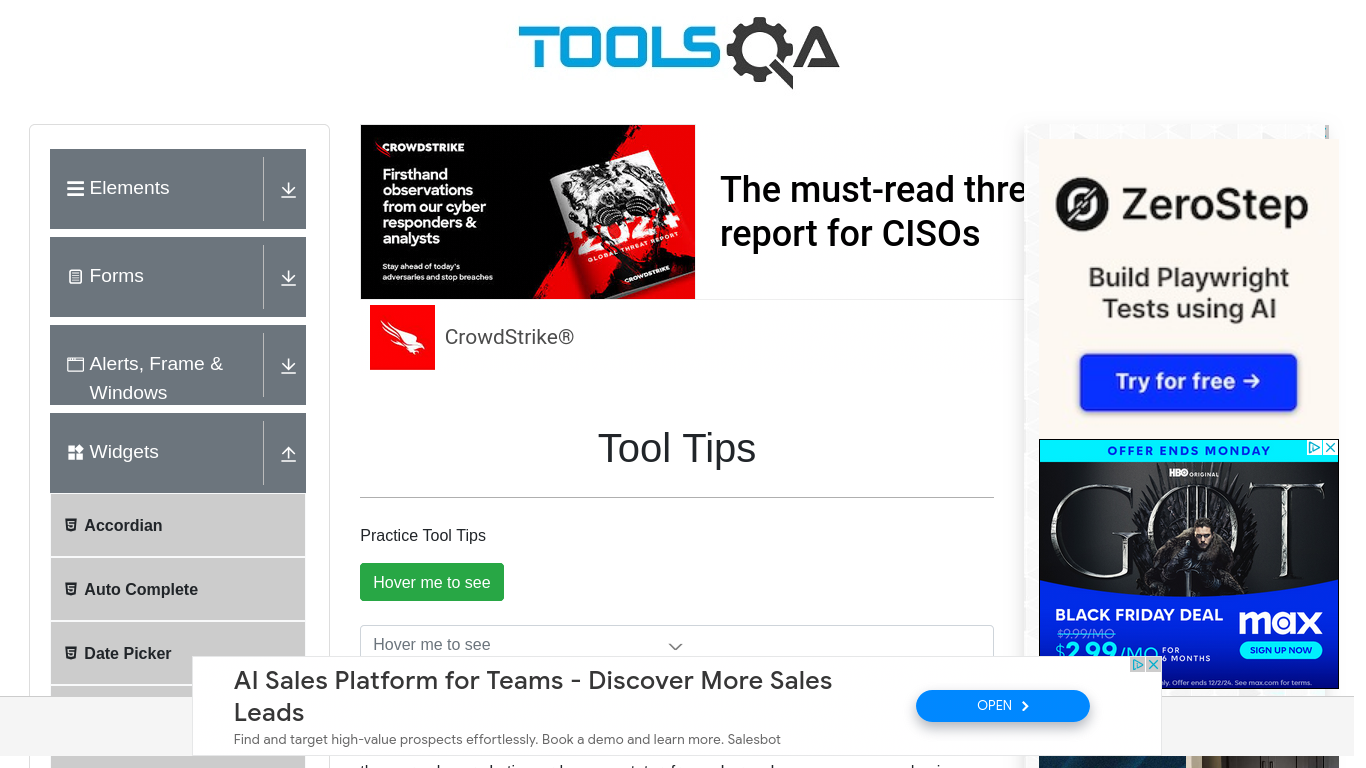 TOOLSQA
Elements
Forms
Alerts, Frame &
Windows
Widgets
Accordian
Auto Complete
Date Picker
CROWDSTRIKE
Firsthand
observations
from our cyber
responders &
analysts
Stay ahead of today's
adversaries and stop breaches
2024
GLOBAL THREAT REPORT
CROWDSTRIKE
The must-read thre
report for CISOs
CrowdStrike®
Tool Tips
Practice Tool Tips
Hover me to see
Hover me to see
ZeroStep
Build Playwright
Tests using AI
Try for free →
OFFER ENDS MONDAY
HBO ORIGINAL
GOT
BLACK FRIDAY DEAL
$9.99/MO
$2.99/MO FOR
6 MONTHS
max
SIGN UP NOW
ly. Offer ends 12/2/24. See max.com for terms.
AI Sales Platform for Teams - Discover More Sales
Leads
Find and target high-value prospects effortlessly. Book a demo and learn more. Salesbot
OPEN